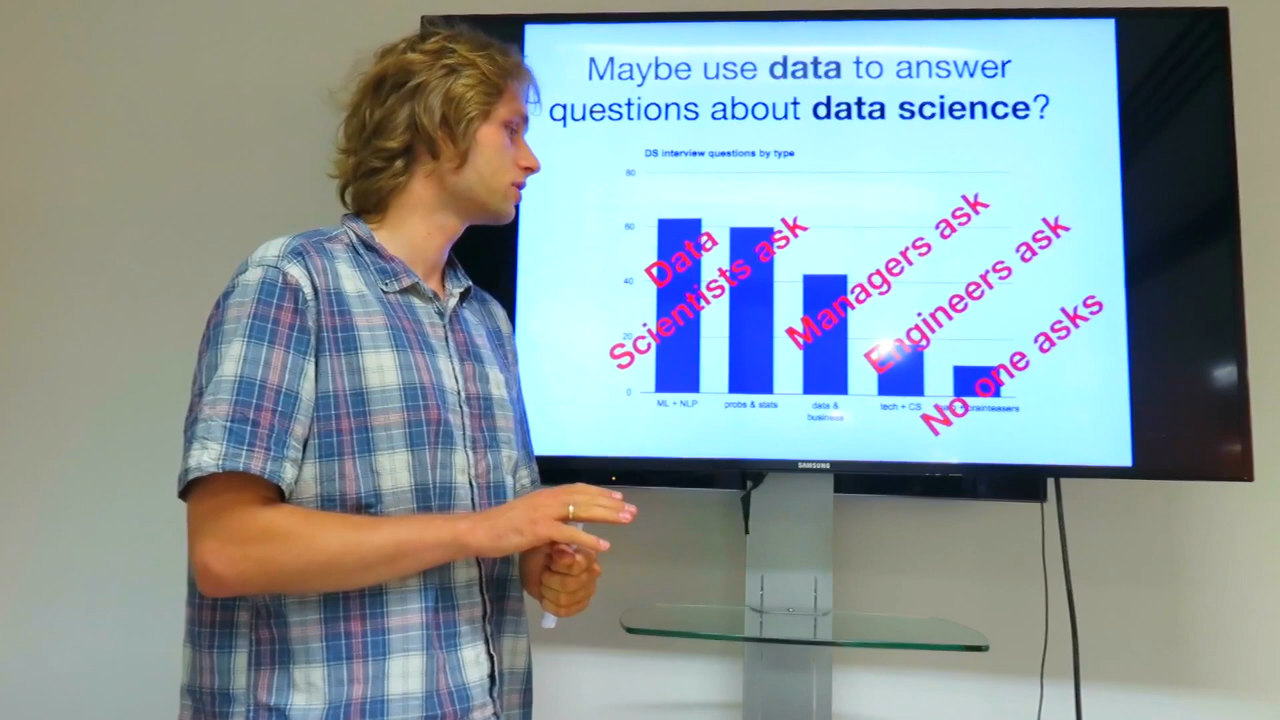 Maybe use data to answer
questions about data science?
DS interview questions by type
80
60
40
20
0
Data
Scientists ask
Managers ask
Engineers ask
No one asks
ML + NLP
probs & stats
data &
business
tech + CS
+ brainteasers
SAMSUNG